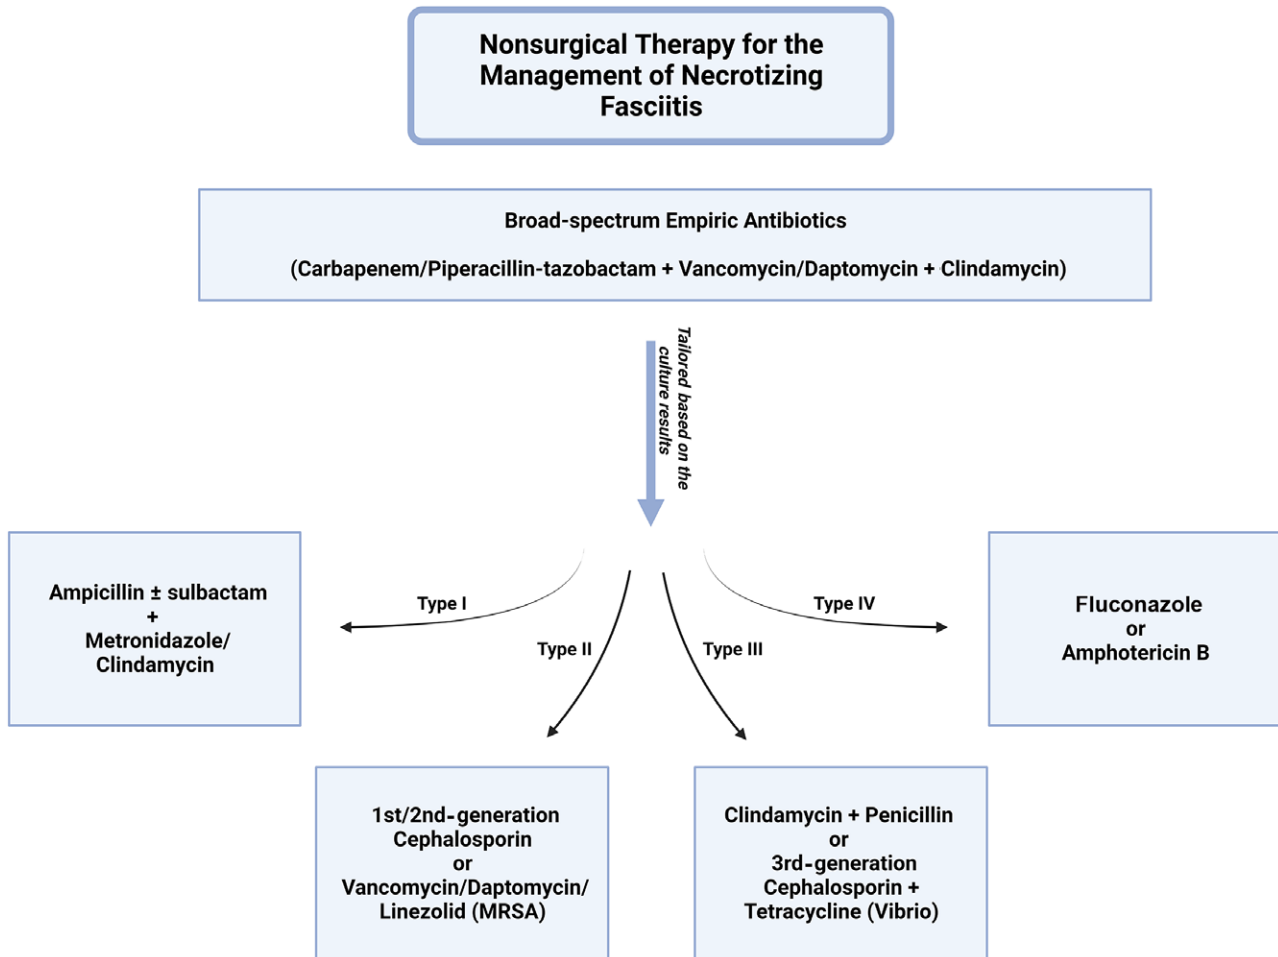 Nonsurgical Therapy for the
Management of Necrotizing
Fasciitis
Broad-spectrum Empiric Antibiotics
(Carbapenem/Piperacillin-tazobactam + Vancomycin/Daptomycin + Clindamycin)
Tailored based on the
culture results
Type I
Type II
Type III
Type IV
Ampicillin ± sulbactam
+
Metronidazole/
Clindamycin
1st/2nd-generation
Cephalosporin
or
Vancomycin/Daptomycin/
Linezolid (MRSA)
Clindamycin + Penicillin
or
3rd-generation
Cephalosporin +
Tetracycline (Vibrio)
Fluconazole
or
Amphotericin B